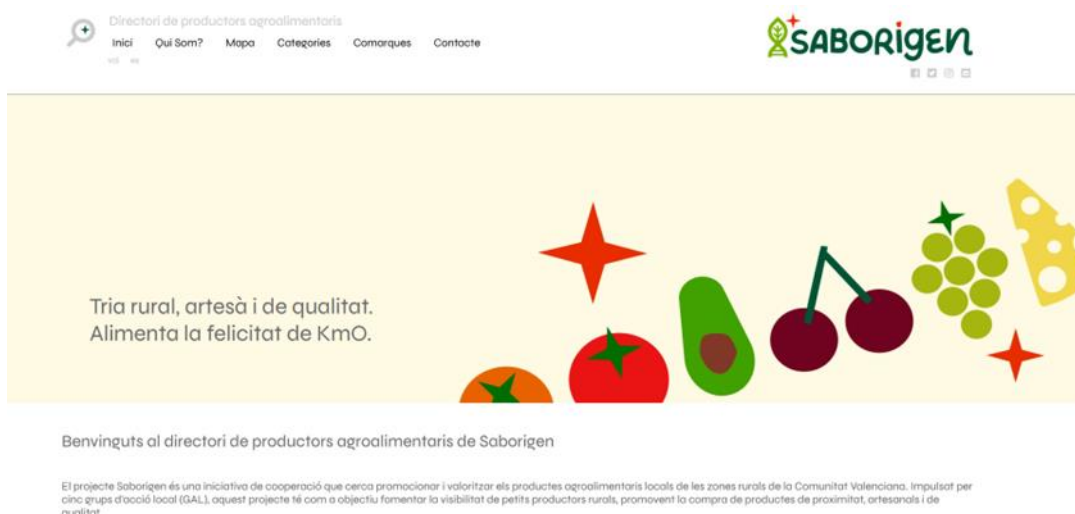 Directori de productors agroalimentaris
Inici Qui Som? Mapa Categories Comarques Contacte
val es
SABORIGEN
Tria rural, artesà i de qualitat.
Alimenta la felicitat de KmO.
Benvinguts al directori de productors agroalimentaris de Saborigen
El projecte Saborigen és una iniciativa de cooperació que cerca promocionar i valoritzar els productes agroalimentaris locals de les zones rurals de la Comunitat Valenciana. Impulsat per
cinc grups d'acció local (GAL), aquest projecte té com a objectiu fomentar la visibilitat de petits productors rurals, promovent la compra de productes de proximitat, artesanals i de
qualitat.